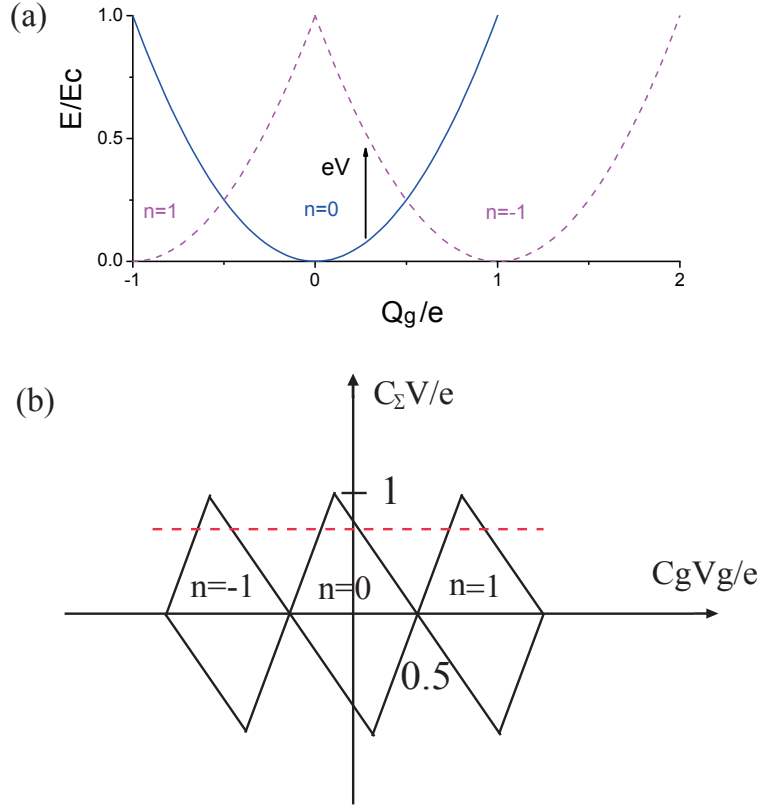 (a)
1.0
E/Ec
0.5
eV
n=1
n=0
n=-1
0.0
-1
0
1
2
Qg/e
(b)
CΣV/e
1
CgVg/e
n=-1
n=0
n=1
0.5